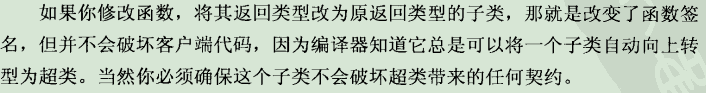 如果你修改函数，将其返回类型改为原返回类型的子类，那就是改变了函数签
名，但并不会破坏客户端代码，因为编译器知道它总是可以将一个子类自动向上转
型为超类。当然你必须确保这个子类不会破坏超类带来的任何契约。